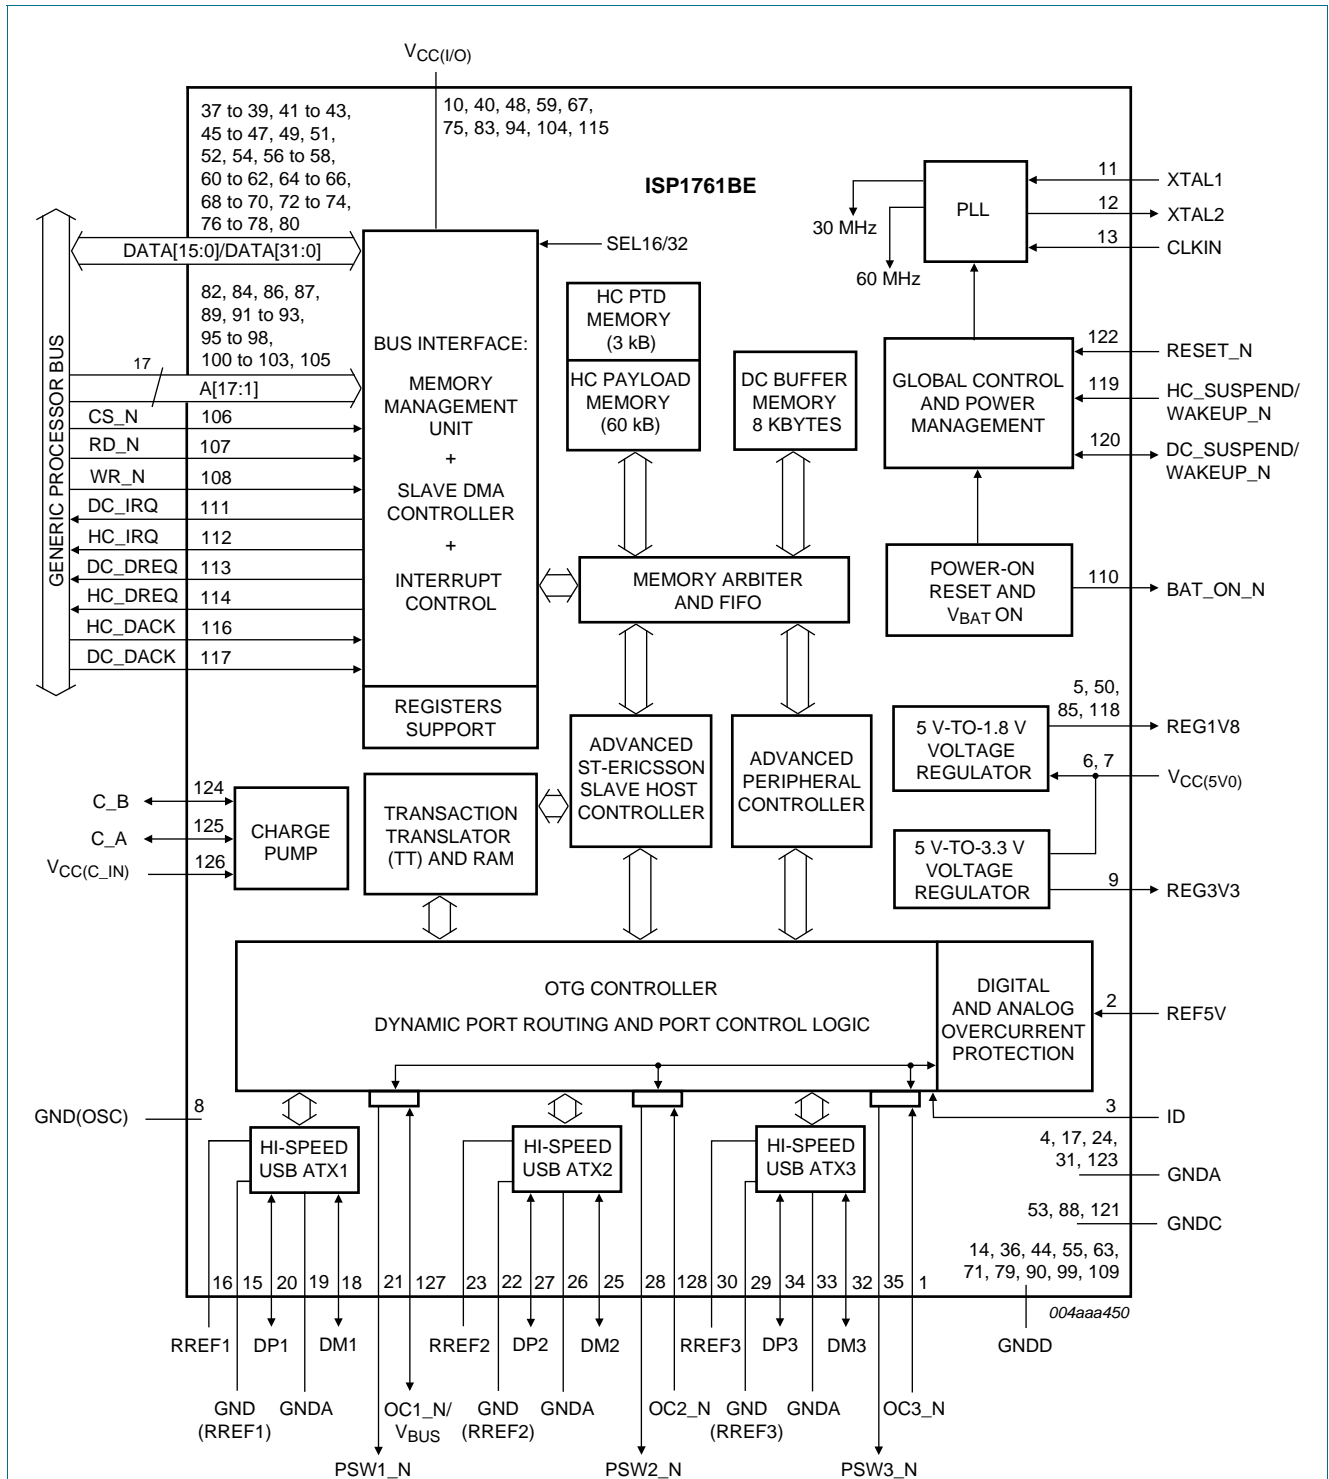 VCC(I/O)
37 to 39, 41 to 43,
45 to 47, 49, 51,
52, 54, 56 to 58,
60 to 62, 64 to 66,
68 to 70, 72 to 74,
76 to 78, 80
10, 40, 48, 59, 67,
75, 83, 94, 104, 115
ISP1761BE
GENERIC PROCESSOR BUS
DATA[15:0]/DATA[31:0]
SEL16/32
82, 84, 86, 87,
89, 91 to 93,
95 to 98,
100 to 103, 105
17
A[17:1]
CS_N 106
RD_N 107
WR_N 108
DC_IRQ 111
HC_IRQ 112
DC_DREQ 113
HC_DREQ 114
HC_DACK 116
DC_DACK 117
BUS INTERFACE:
MEMORY
MANAGEMENT
UNIT
+
SLAVE DMA
CONTROLLER
+
INTERRUPT
CONTROL
REGISTERS
SUPPORT
HC PTD
MEMORY
(3 kB)
HC PAYLOAD
MEMORY
(60 kB)
DC BUFFER
MEMORY
8 KBYTES
MEMORY ARBITER
AND FIFO
PLL
30 MHz
60 MHz
11 XTAL1
12 XTAL2
13 CLKIN
GLOBAL CONTROL
AND POWER
MANAGEMENT
122 RESET_N
119 HC_SUSPEND/
WAKEUP_N
120 DC_SUSPEND/
WAKEUP_N
POWER-ON
RESET AND
VBAT ON
110 BAT_ON_N
5 V-TO-1.8 V
VOLTAGE
REGULATOR
5, 50,
85, 118
REG1V8
6, 7
VCC(5V0)
5 V-TO-3.3 V
VOLTAGE
REGULATOR
9 REG3V3
C_B 124
C_A 125
VCC(C_IN) 126
CHARGE
PUMP
TRANSACTION
TRANSLATOR
(TT) AND RAM
ADVANCED
ST-ERICSSON
SLAVE HOST
CONTROLLER
ADVANCED
PERIPHERAL
CONTROLLER
OTG CONTROLLER
DYNAMIC PORT ROUTING AND PORT CONTROL LOGIC
DIGITAL
AND ANALOG
OVERCURRENT
PROTECTION
2 REF5V
GND(OSC) 8
3 ID
HI-SPEED
USB ATX1
HI-SPEED
USB ATX2
HI-SPEED
USB ATX3
4, 17, 24,
31, 123
GNDA
53, 88, 121
GNDC
14, 36, 44, 55, 63,
71, 79, 90, 99, 109
16 15 20 19 18 21 127 23 22 27 26 25 28 128 30 29 34 33 32 35 1
004aaa450
RREF1 DP1 DM1 RREF2 DP2 DM2 RREF3 DP3 DM3 GNDD
GND
(RREF1)
GNDA
OC1_N/
VBUS
GND
(RREF2)
GNDA
OC2_N
GND
(RREF3)
GNDA
OC3_N
PSW1_N PSW2_N PSW3_N